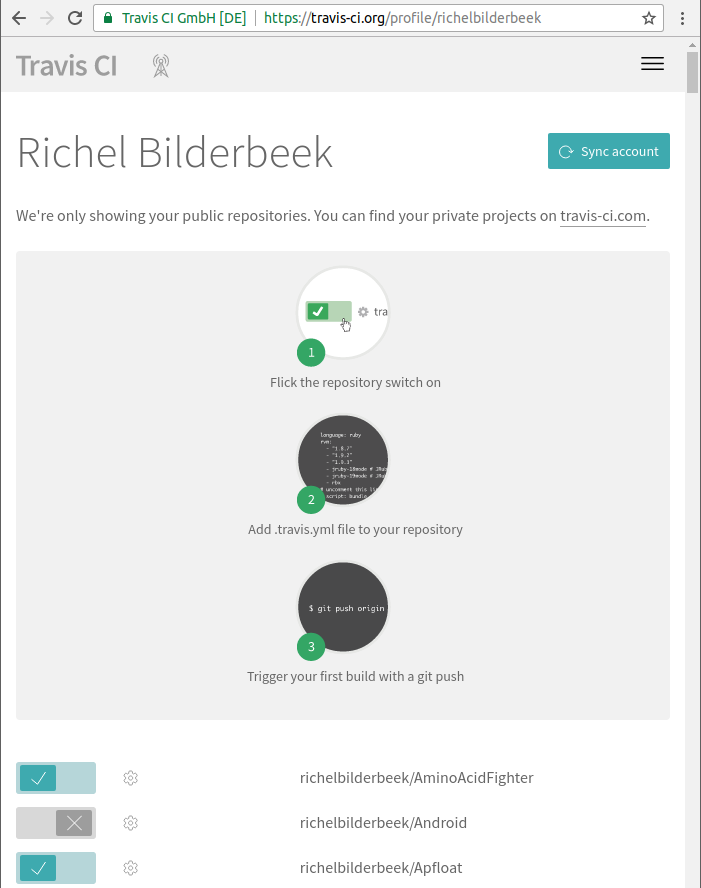 Travis CI GmbH [DE] https://travis-ci.org/profile/richelbilderbeek
Travis CI
Richel Bilderbeek
Sync account
We're only showing your public repositories. You can find your private projects on travis-ci.com.
tra
1
Flick the repository switch on
language: ruby
rvm:
- "1.8.7"
- "1.9.2"
- "1.9.3"
- jruby-18mode # JRub
- jruby-19mode # JRub
- rbx
# uncomment this li
script: bundle
2
Add .travis.yml file to your repository
$ git push origin
3
Trigger your first build with a git push
richelbilderbeek/AminoAcidFighter
richelbilderbeek/Android
richelbilderbeek/Apfloat